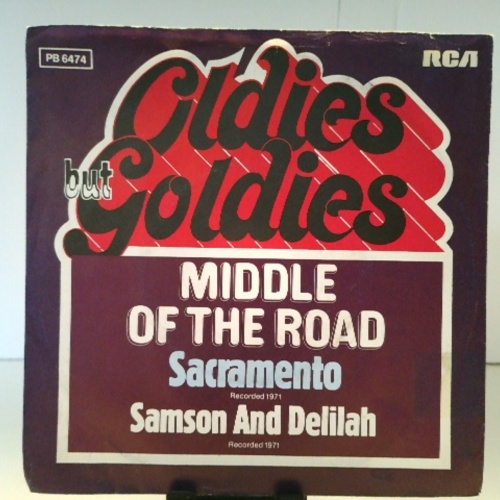 PB 6474
RCA
Oldies
but
Goldies
MIDDLE
OF THE ROAD
Sacramento
Recorded 1971
Samson And Delilah
Recorded 1971